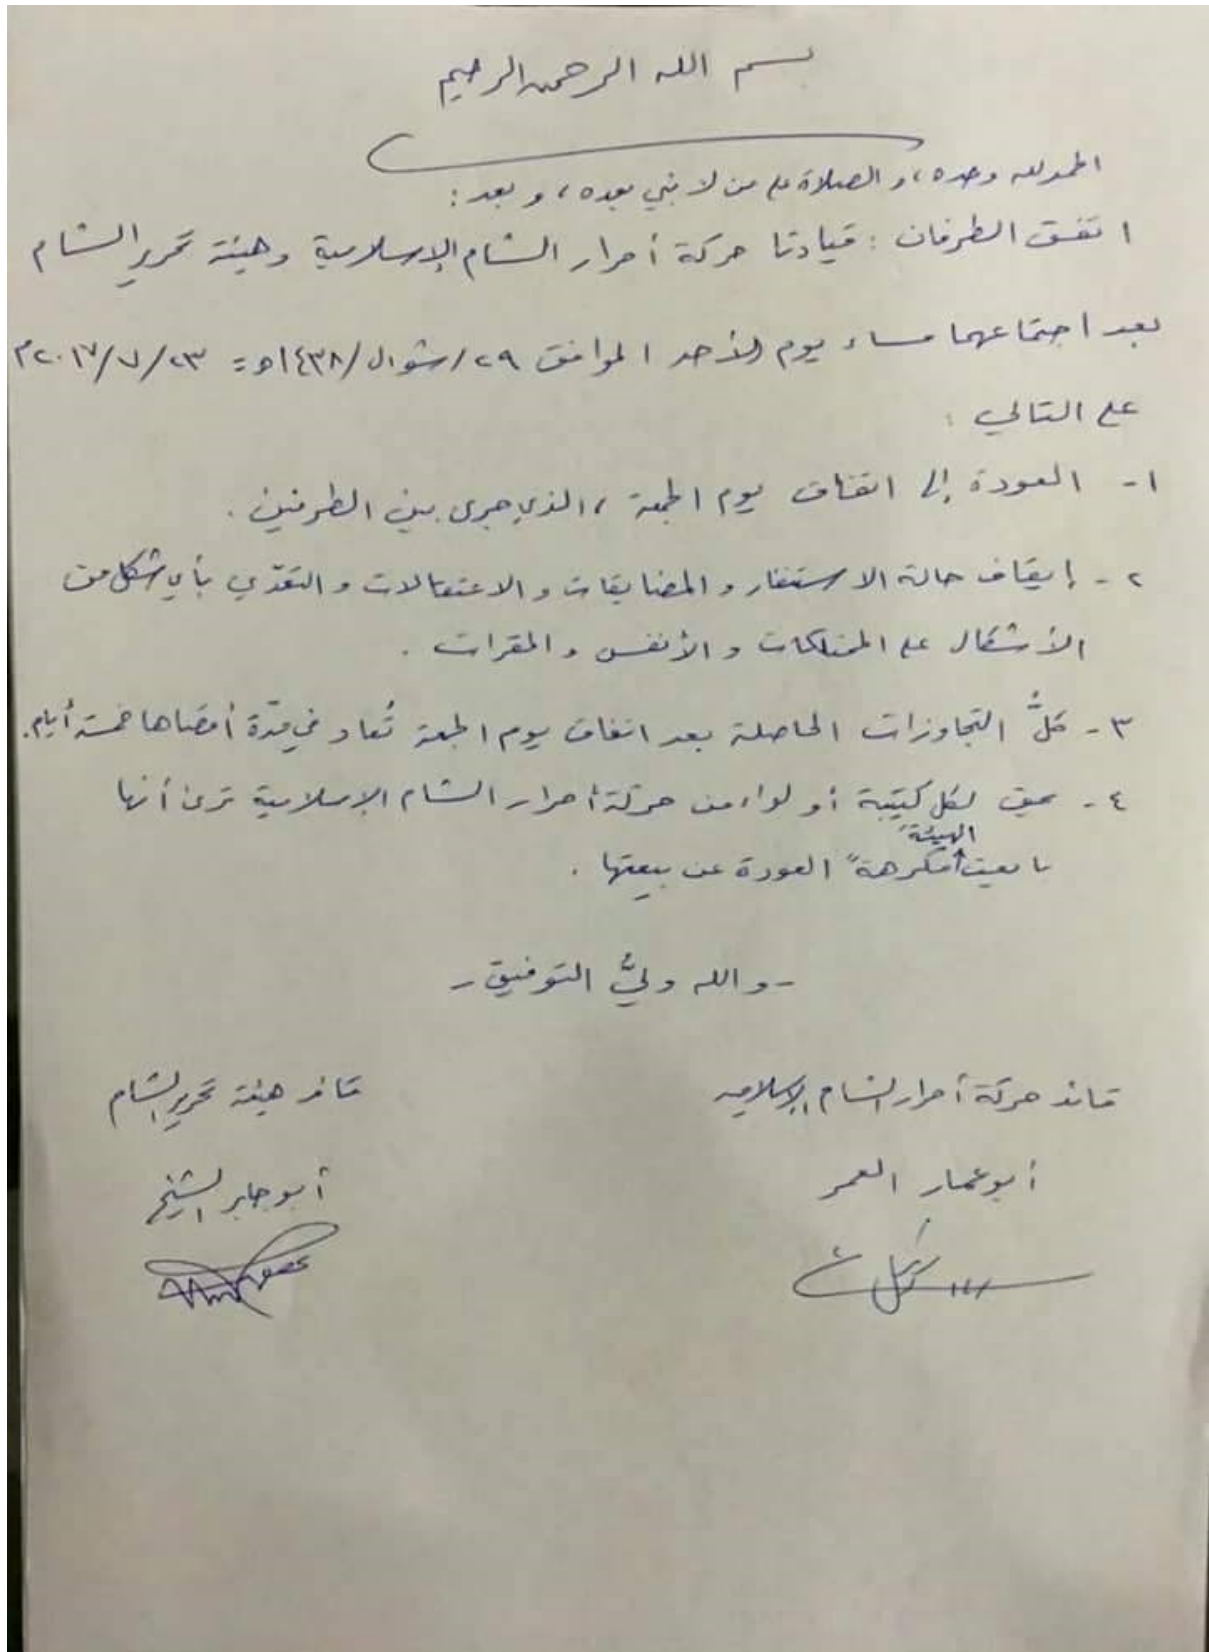 بسم الله الرحمن الرحيم
الحمد لله وحده، والصلاة على من لا نبي بعده، وبعد:
اتفق الطرفان: قيادتا حركة أحرار الشام الإسلامية وهيئة تحرير الشام
بعد اجتماعهما مساء يوم الأحد الموافق ٢٩/شوال/١٤٣٨هـ = ٢٣/٧/٢٠١٧م
على التالي:
١- العودة إلى اتفاق يوم الجمعة، الذي جرى بين الطرفين.
٢- إيقاف حالة الاستنفار والمضايقات والاعتقالات والتعدّي بأي شكل من
الأشكال على الممتلكات والأنفس والمقرات.
٣- كلُّ التجاوزات الحاصلة بعد اتفاق يوم الجمعة تُعاد في مدّة أقصاها خمسة أيام.
٤- يحق لكل كتيبة أو لواء من حركة أحرار الشام الإسلامية ترى أنها
بايعت الهيئة مكرهةً العودة عن بيعتها.
- والله وليُّ التوفيق -
قائد حركة أحرار الشام الإسلامية
قائد هيئة تحرير الشام
أبو عمار العمر
أبو جابر الشيخ